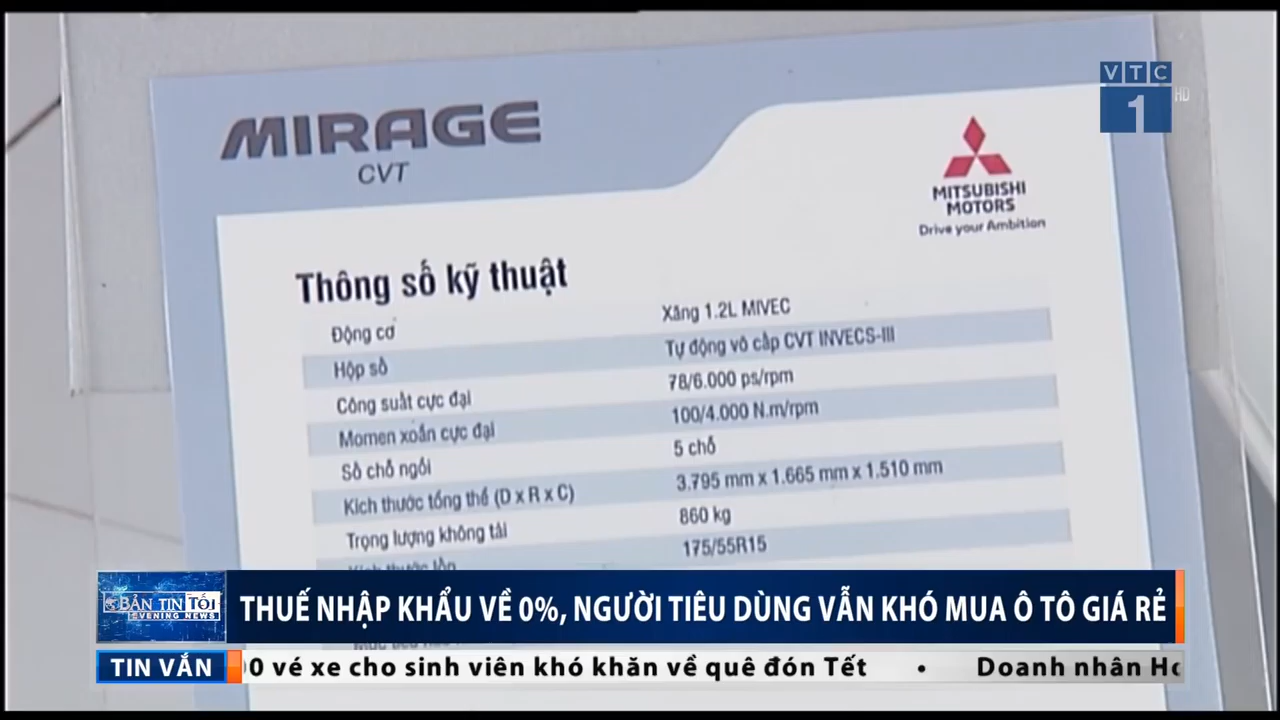 VTC
1
HD
MIRAGE
CVT
MITSUBISHI
MOTORS
Drive your Ambition
Thông số kỹ thuật
Động cơ Xăng 1.2L MIVEC
Hộp số Tự động vô cấp CVT INVECS-III
Công suất cực đại 78/6.000 ps/rpm
Momen xoắn cực đại 100/4.000 N.m/rpm
Số chỗ ngồi 5 chỗ
Kích thước tổng thể (D x R x C) 3.795 mm x 1.665 mm x 1.510 mm
Trọng lượng không tải 860 kg
Kích thước lốp 175/55R15
BẢN TIN TỐI
EVENING NEWS
THUẾ NHẬP KHẨU VỀ 0%, NGƯỜI TIÊU DÙNG VẪN KHÓ MUA Ô TÔ GIÁ RẺ
TIN VẮN
0 vé xe cho sinh viên khó khăn về quê đón Tết • Doanh nhân